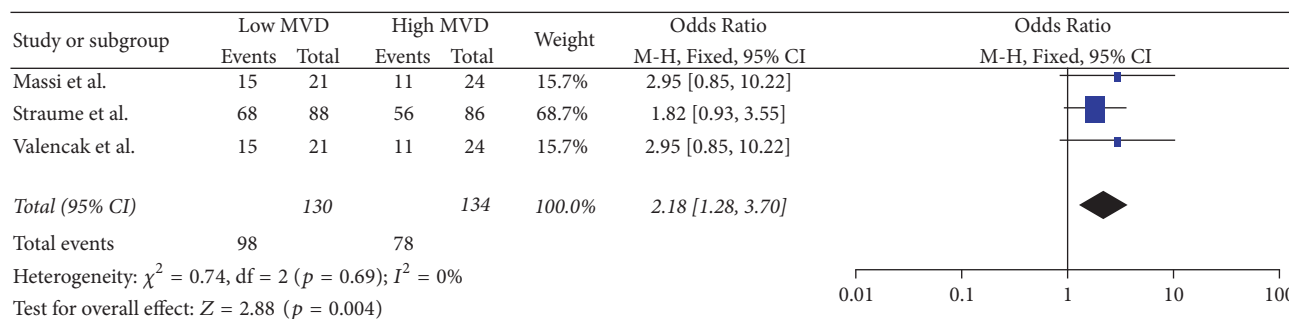 Study or subgroup Low MVD High MVD Weight Odds Ratio Odds Ratio
Events Total Events Total M-H, Fixed, 95% CI M-H, Fixed, 95% CI
Massi et al. 15 21 11 24 15.7% 2.95 [0.85, 10.22]
Straume et al. 68 88 56 86 68.7% 1.82 [0.93, 3.55]
Valencak et al. 15 21 11 24 15.7% 2.95 [0.85, 10.22]
Total (95% CI) 130 134 100.0% 2.18 [1.28, 3.70]
Total events 98 78
Heterogeneity: χ² = 0.74, df = 2 (p = 0.69); I² = 0%
Test for overall effect: Z = 2.88 (p = 0.004)
0.01 0.1 1 10 100